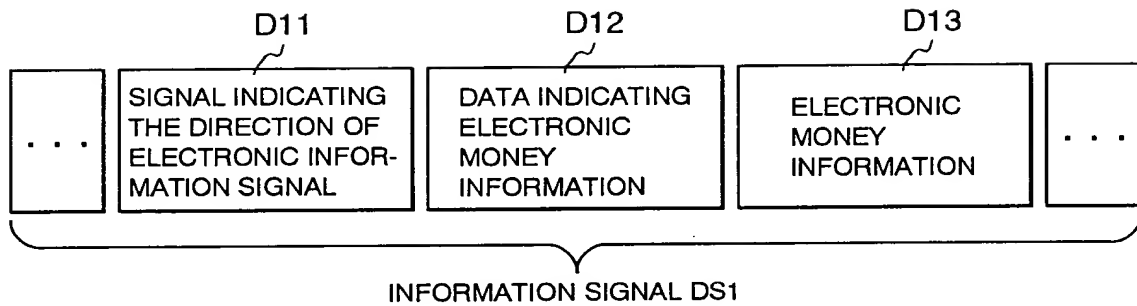 D11
D12
D13
. . .
SIGNAL INDICATING
THE DIRECTION OF
ELECTRONIC INFOR-
MATION SIGNAL
DATA INDICATING
ELECTRONIC
MONEY
INFORMATION
ELECTRONIC
MONEY
INFORMATION
. . .
INFORMATION SIGNAL DS1